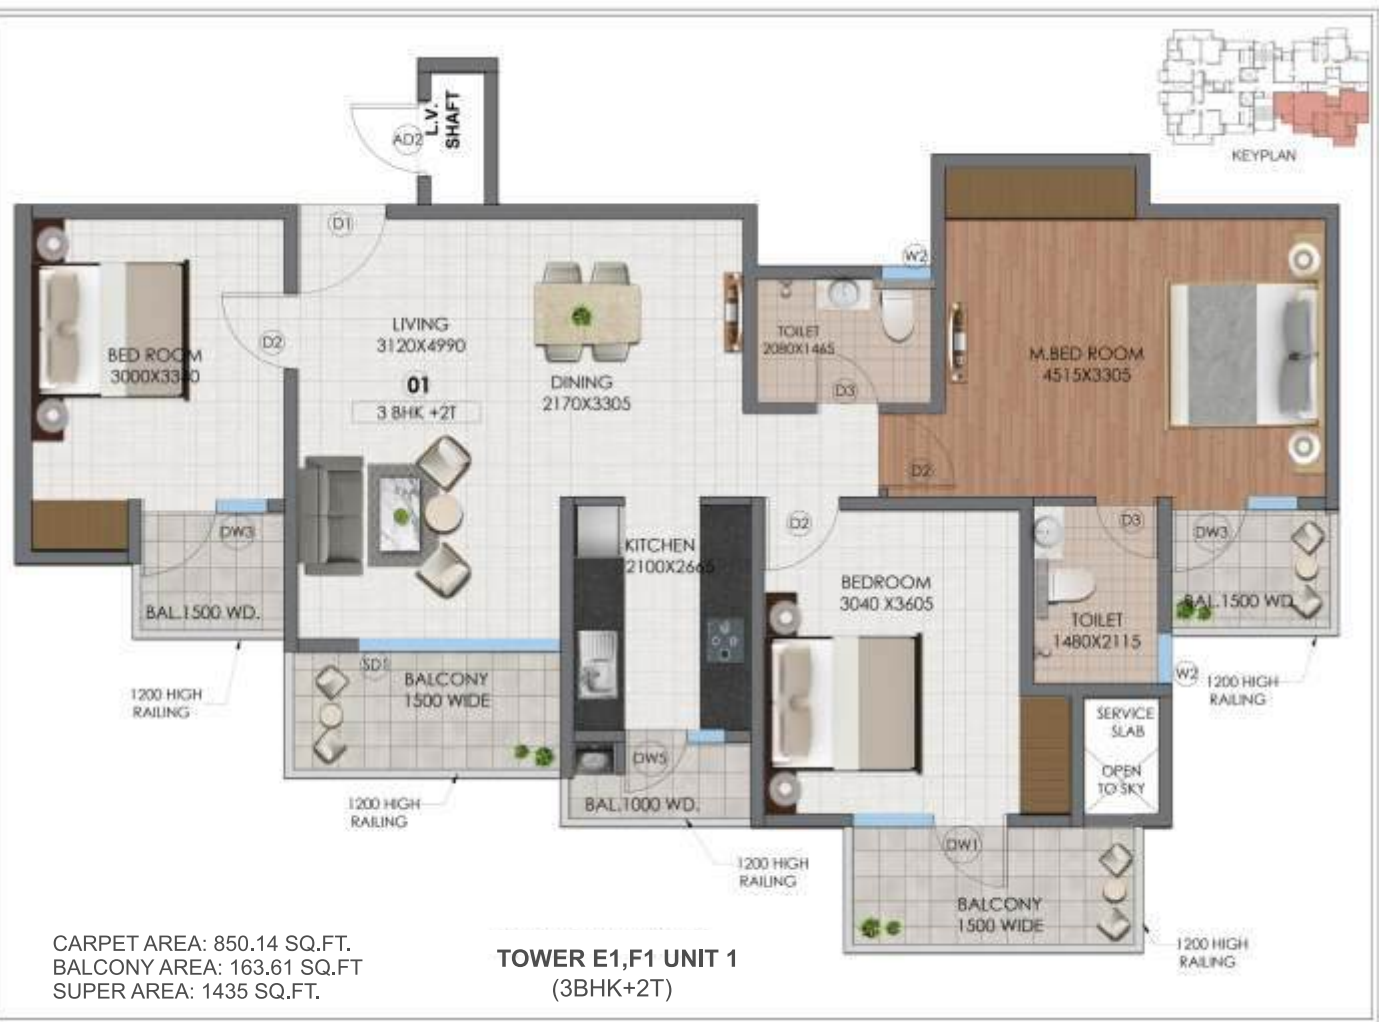 L.V.
SHAFT
AD2
KEYPLAN
D1
W2
D2
BED ROOM
3000X3340
LIVING
3120X4990
01
3 BHK +2T
DINING
2170X3305
TOILET
2080X1465
D3
M.BED ROOM
4515X3305
D2
DW3
BAL.1500 WD.
KITCHEN
2100X2665
D2
BEDROOM
3040 X3605
D3
TOILET
1480X2115
DW3
BAL.1500 WD.
W2
1200 HIGH
RAILING
1200 HIGH
RAILING
SD1
BALCONY
1500 WIDE
SERVICE
SLAB
OPEN
TO SKY
DW5
BAL.1000 WD.
1200 HIGH
RAILING
1200 HIGH
RAILING
DW1
BALCONY
1500 WIDE
1200 HIGH
RAILING
CARPET AREA: 850.14 SQ.FT.
BALCONY AREA: 163.61 SQ.FT
SUPER AREA: 1435 SQ.FT.
TOWER E1,F1 UNIT 1
(3BHK+2T)